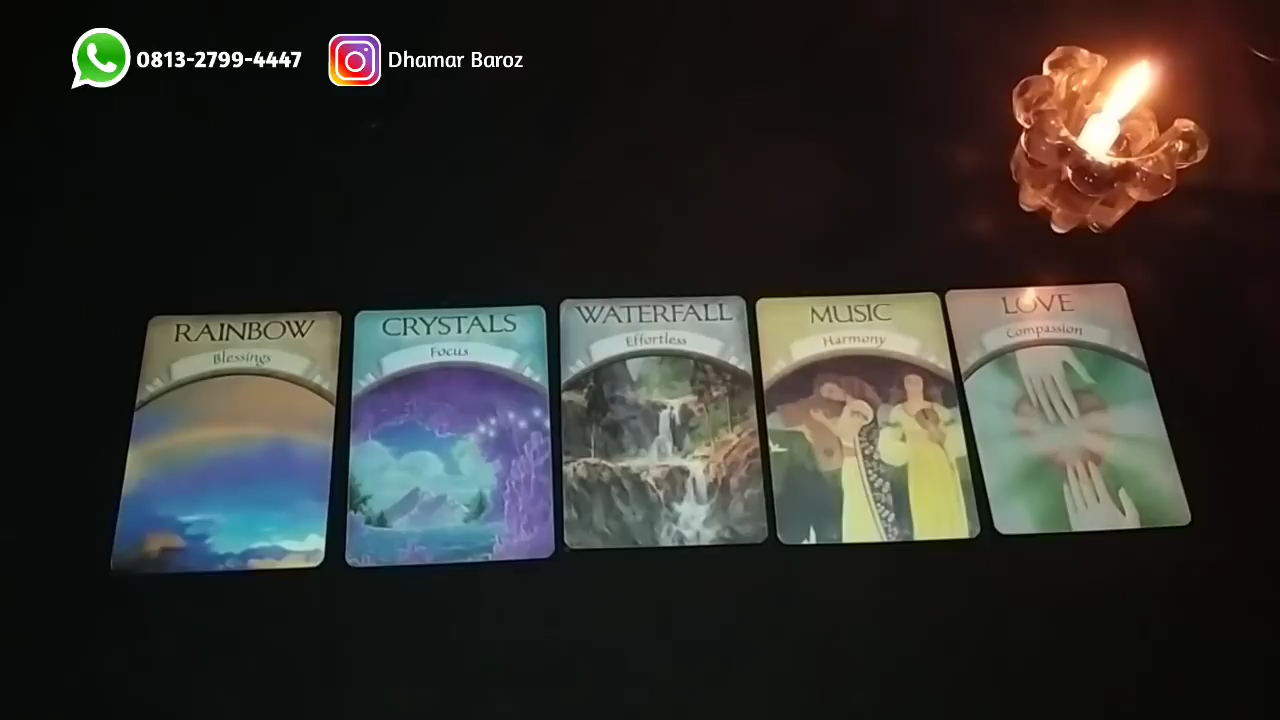 0813-2799-4447 Dhamar Baroz
RAINBOW
Blessings
CRYSTALS
Focus
WATERFALL
Effortless
MUSIC
Harmony
LOVE
Compassion